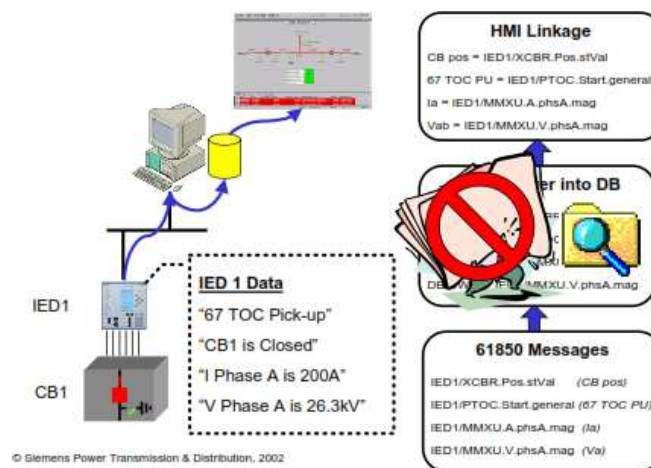 HMI Linkage
CB pos = IED1/XCBR.Pos.stVal
67 TOC PU = IED1/PTOC.Start.general
Ia = IED1/MMXU.A.phsA.mag
Vab = IED1/MMXU.V.phsA.mag
into DB
MMXU.V.phsA.mag
61850 Messages
IED1/XCBR.Pos.stVal (CB pos)
IED1/PTOC.Start.general (67 TOC PU)
IED1/MMXU.A.phsA.mag (Ia)
IED1/MMXU.V.phsA.mag (Va)
IED1
CB1
IED 1 Data
“67 TOC Pick-up”
“CB1 is Closed”
“I Phase A is 200A”
“V Phase A is 26.3kV”
© Siemens Power Transmission & Distribution, 2002